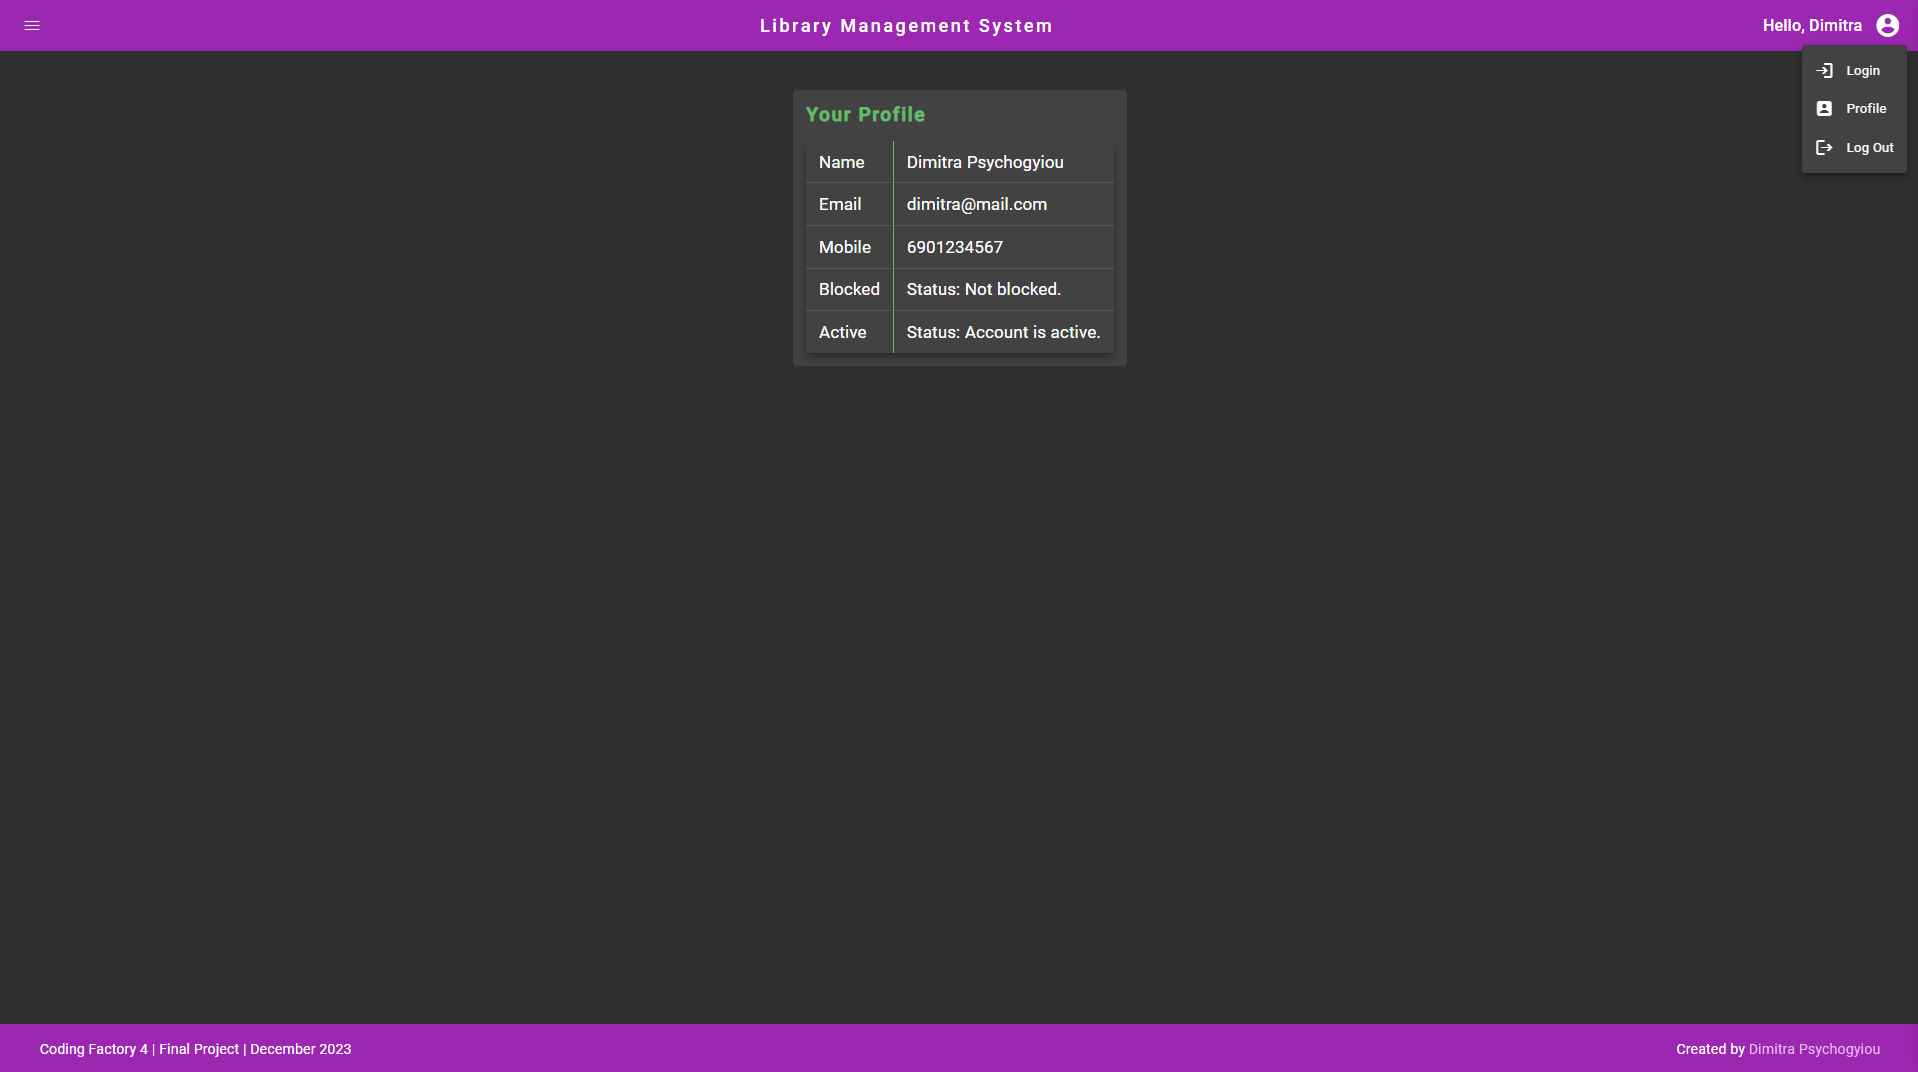 Library Management System
Hello, Dimitra
Login
Profile
Log Out
Your Profile
Name Dimitra Psychogyiou
Email dimitra@mail.com
Mobile 6901234567
Blocked Status: Not blocked.
Active Status: Account is active.
Coding Factory 4 | Final Project | December 2023
Created by Dimitra Psychogyiou